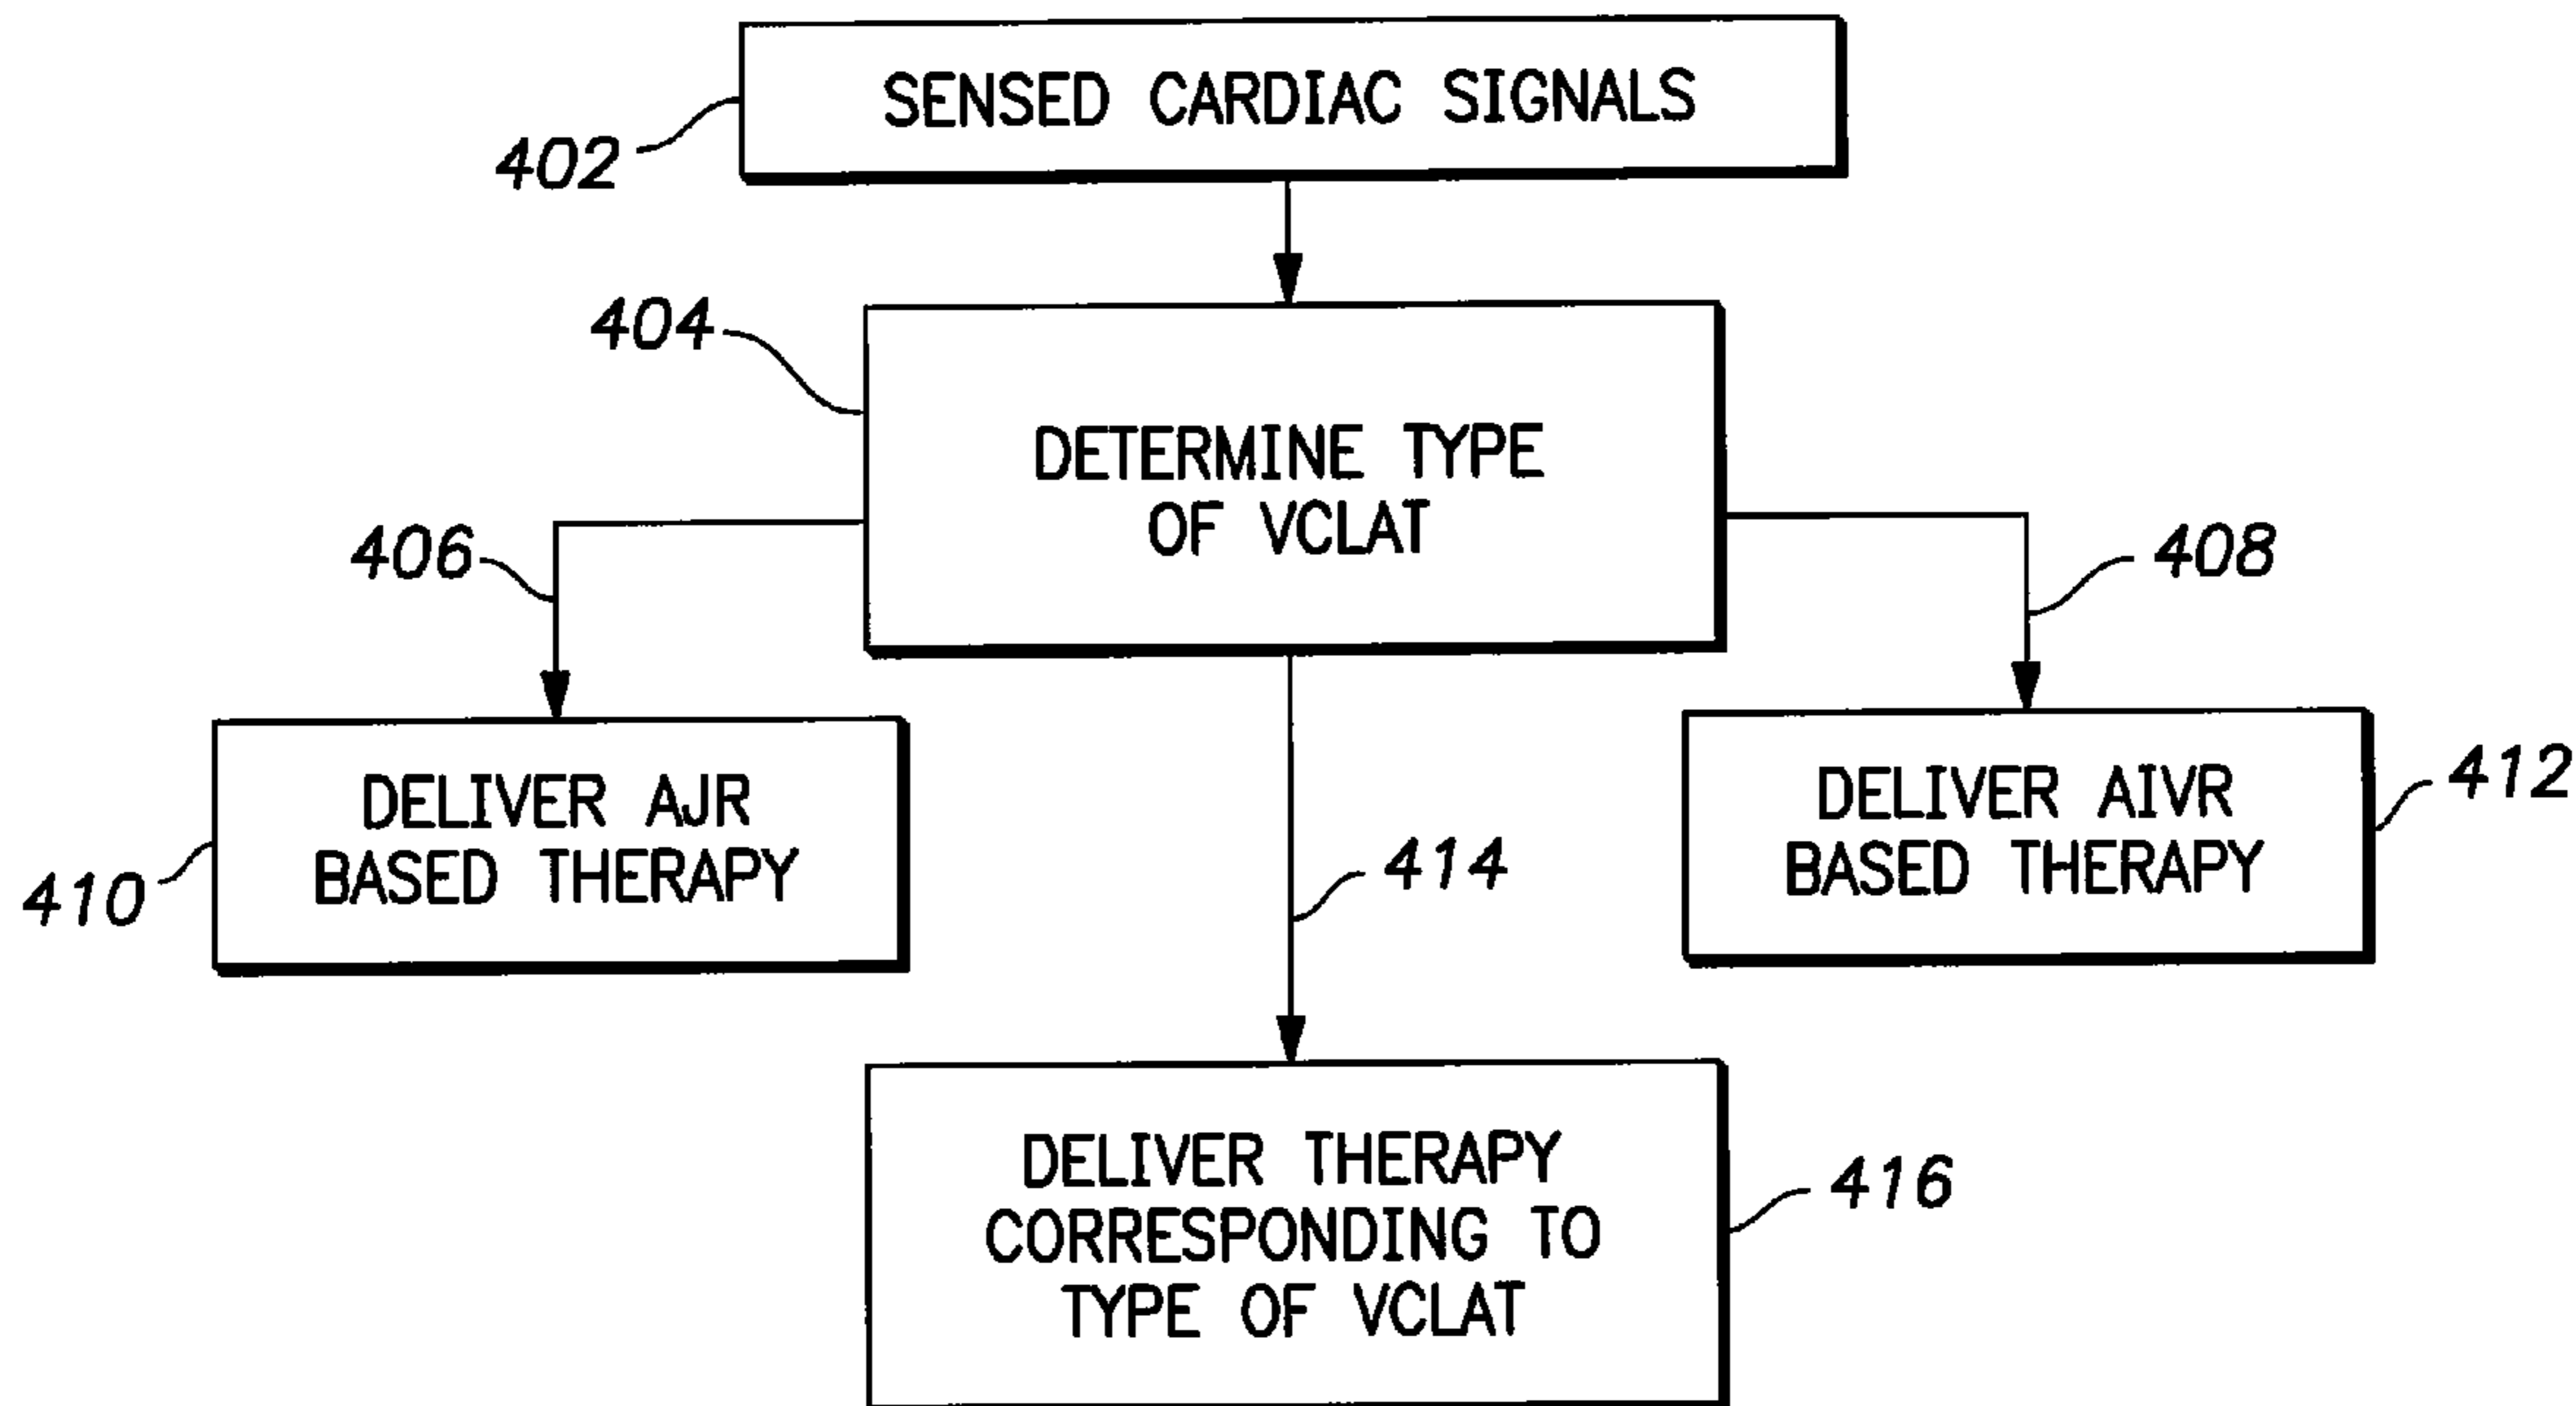 SENSED CARDIAC SIGNALS
402
404
DETERMINE TYPE
OF VCLAT
406
408
DELIVER AJR
BASED THERAPY
410
DELIVER AIVR
BASED THERAPY
412
414
DELIVER THERAPY
CORRESPONDING TO
TYPE OF VCLAT
416